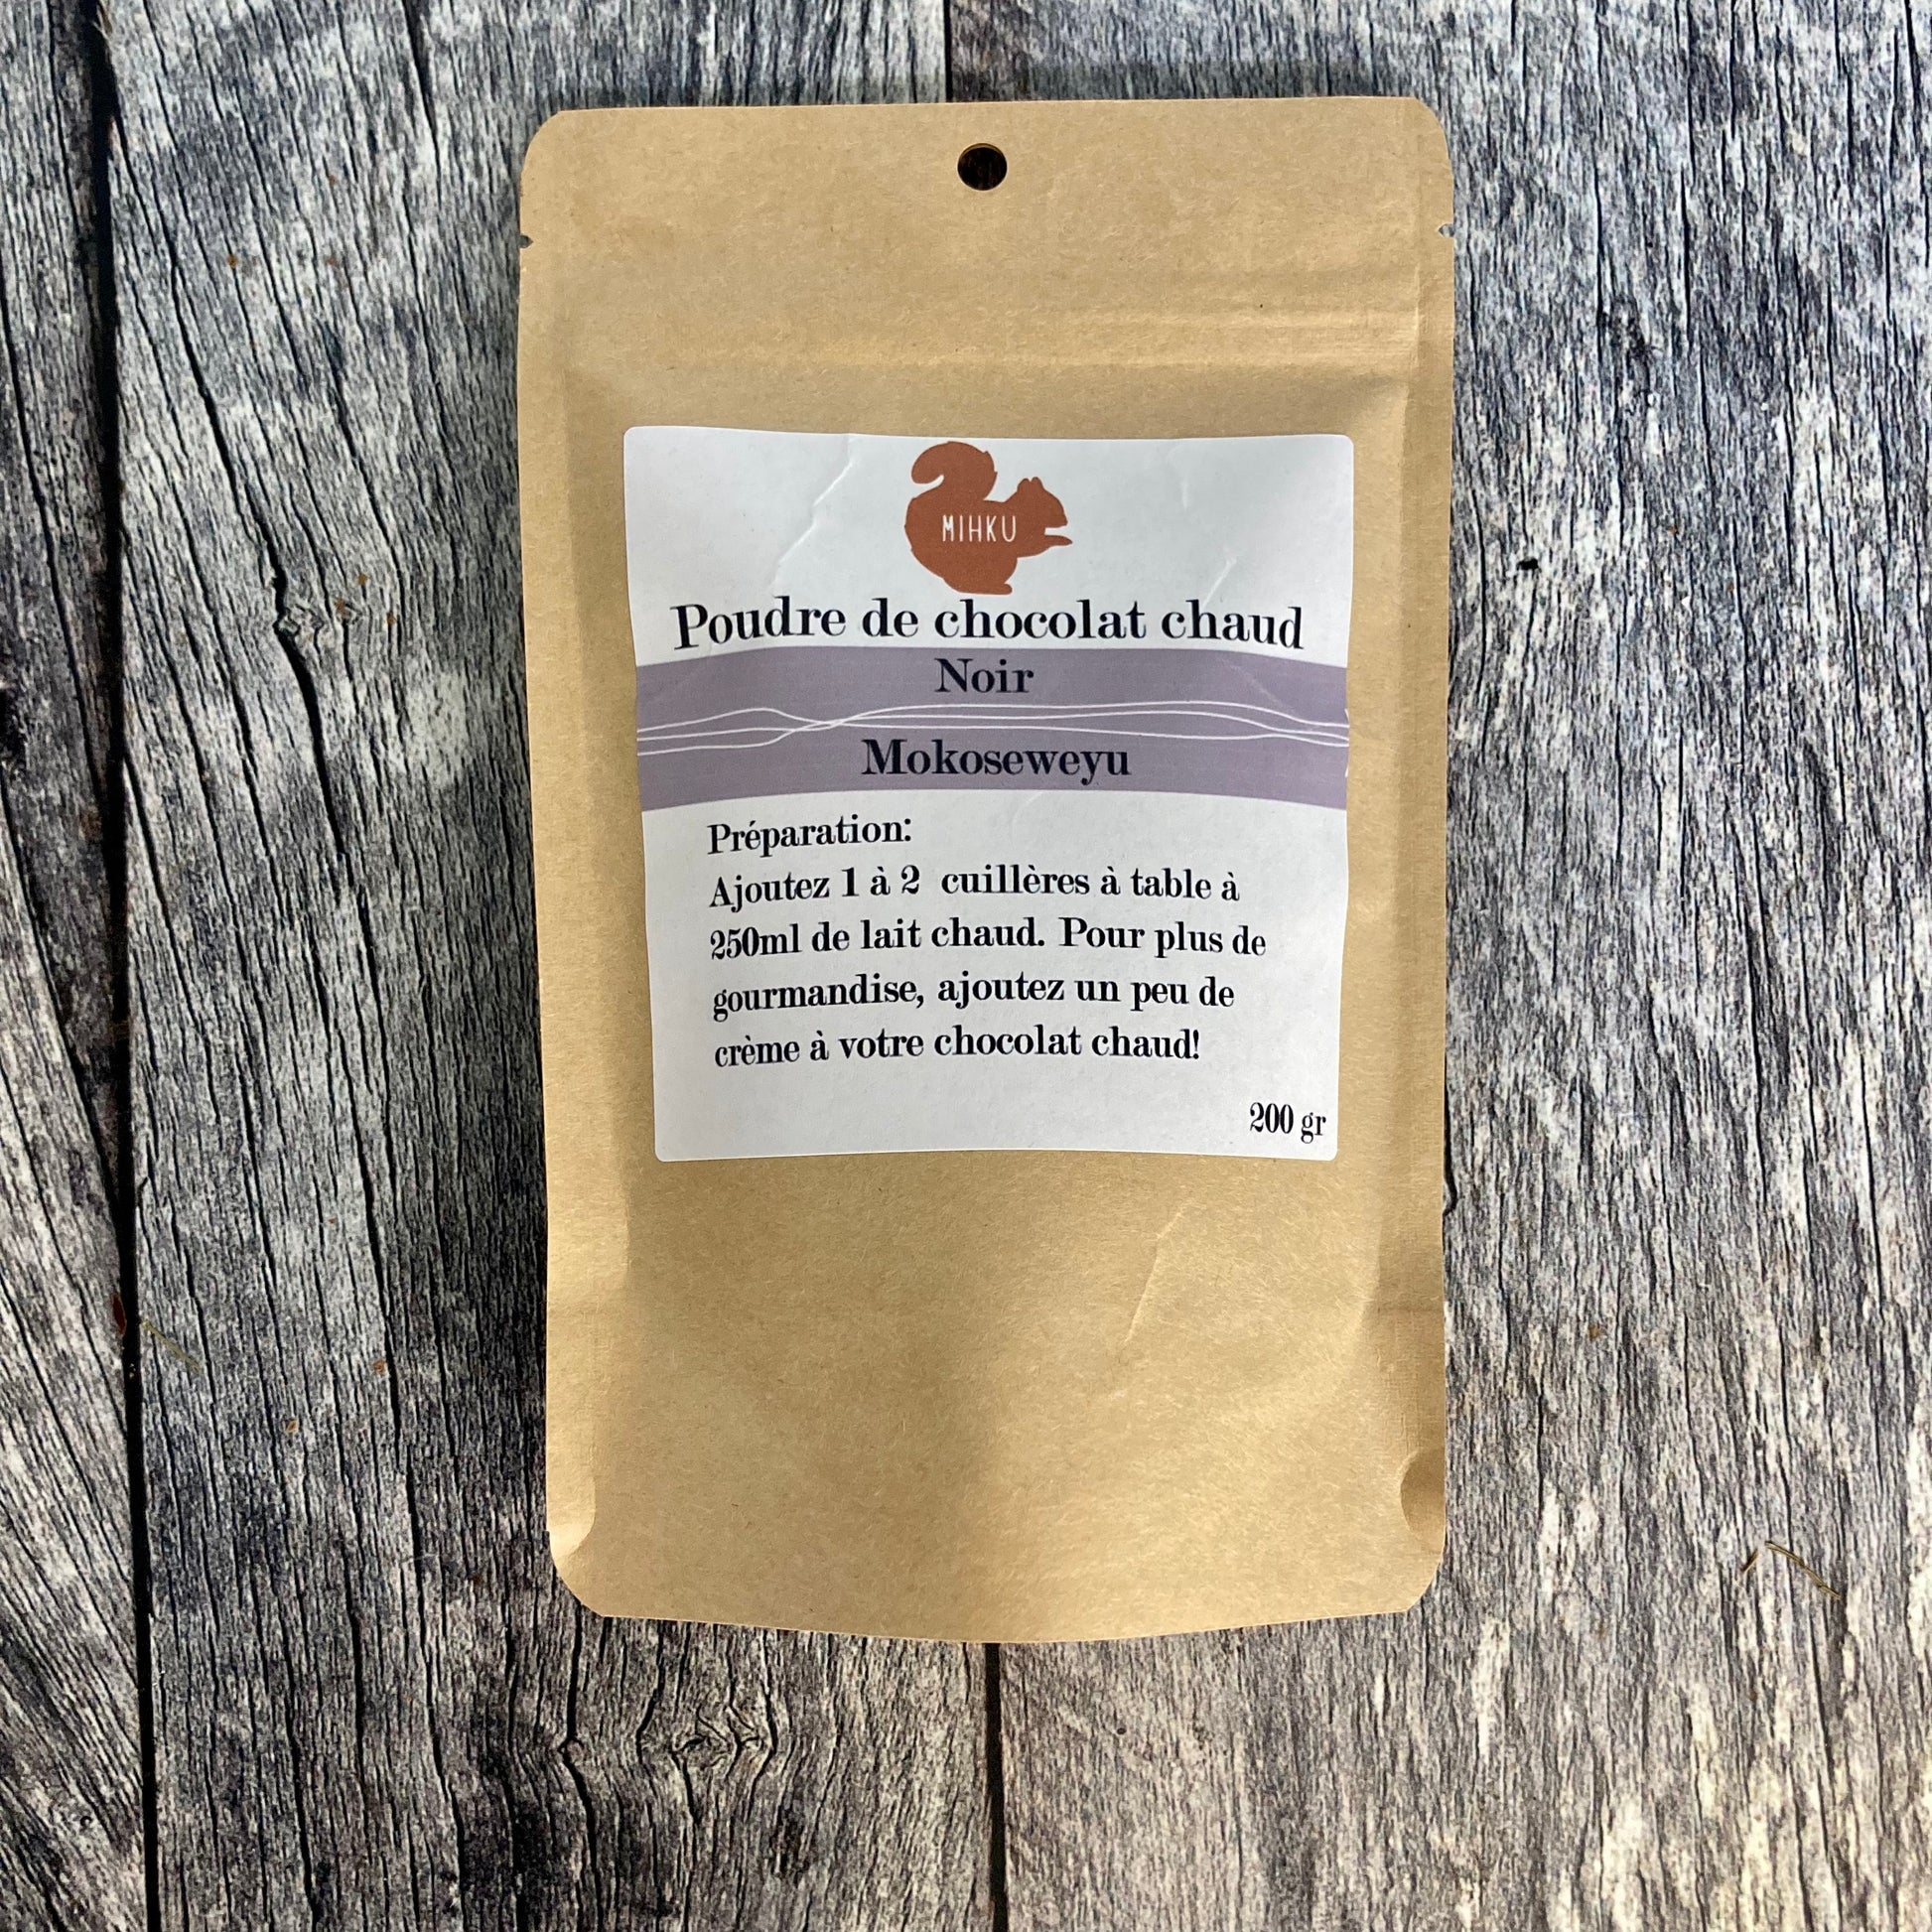 MIHKU
Poudre de chocolat chaud
Noir
Mokoseweyu
Préparation:
Ajoutez 1 à 2 cuillères à table à
250ml de lait chaud. Pour plus de
gourmandise, ajoutez un peu de
crème à votre chocolat chaud!
200 gr